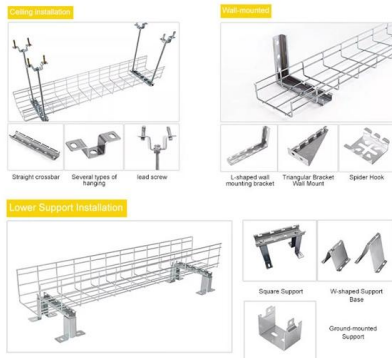 Ceiling installation
Wall-mounted
Straight crossbar
Several types of
hanging
lead screw
L-shaped wall
mounting bracket
Triangular Bracket
Wall Mount
Spider Hook
Lower Support Installation
Square Support
W-shaped Support
Base
Ground-mounted
Support